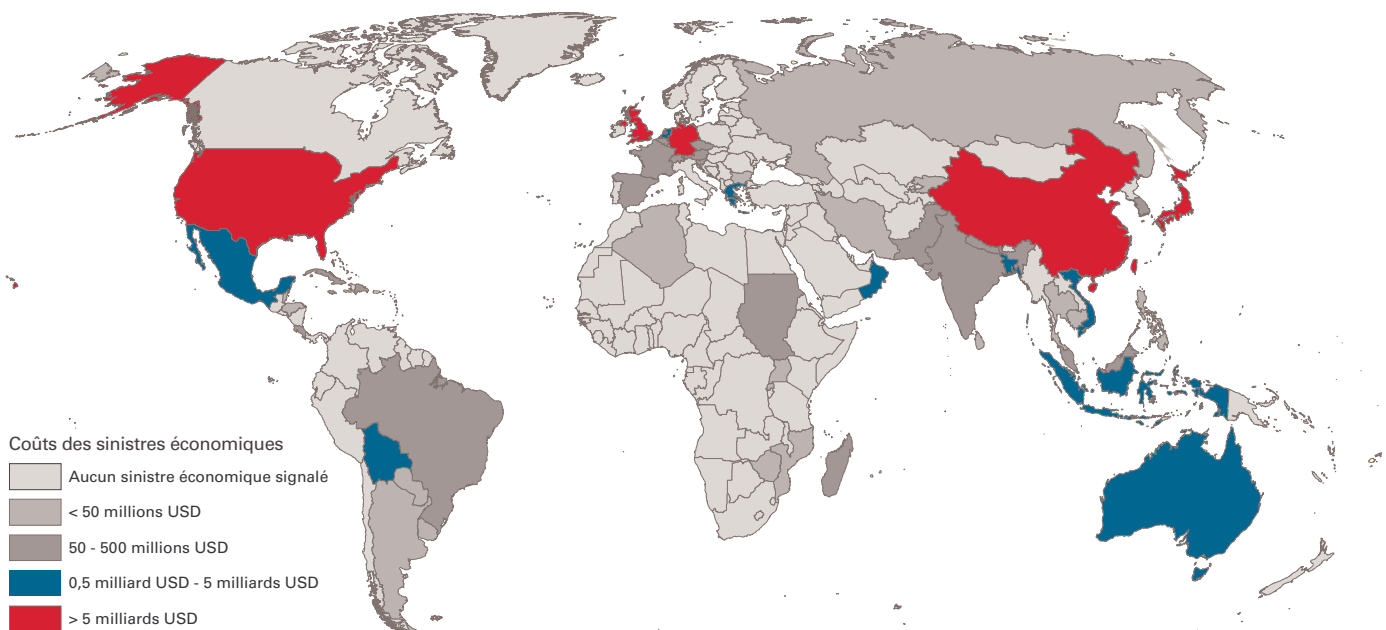 Coûts des sinistres économiques
Aucun sinistre économique signalé
< 50 millions USD
50 - 500 millions USD
0,5 milliard USD - 5 milliards USD
> 5 milliards USD